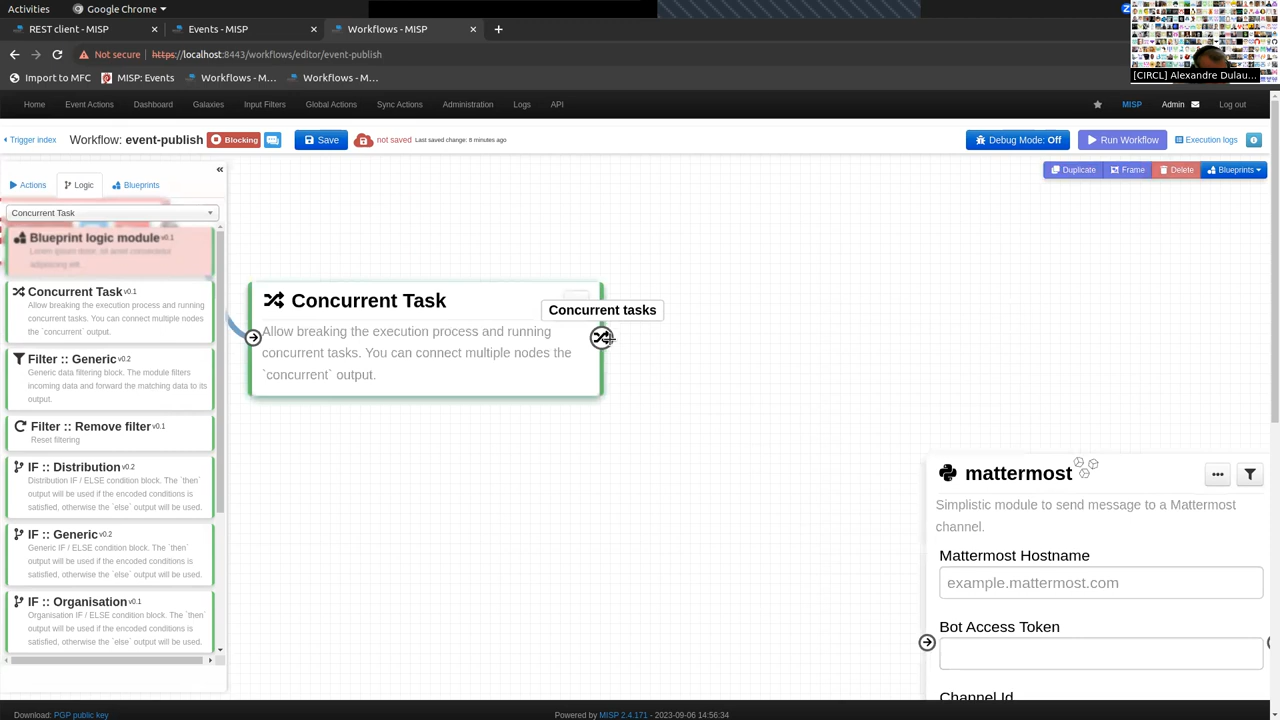 Activities
Google Chrome
REST client - MISP
Events - MISP
Workflows - MISP
Not secure
https://localhost:8443/workflows/editor/event-publish
[CIRCL] Alexandre Dulau...
Import to MFC
MISP: Events
Workflows - M...
Workflows - M...
Home
Event Actions
Dashboard
Galaxies
Input Filters
Global Actions
Sync Actions
Administration
Logs
API
MISP
Admin
Log out
Trigger index
Workflow: event-publish
Blocking
Save
not saved
Last saved change: 8 minutes ago
Debug Mode: Off
Run Workflow
Execution logs
Duplicate
Frame
Delete
Blueprints
Actions
Logic
Blueprints
Concurrent Task
Blueprint logic module v0.1
Lorem ipsum dolor, sit amet consectetur
adipisicing elit.
Concurrent Task v0.1
Allow breaking the execution process and running
concurrent tasks. You can connect multiple nodes
the `concurrent` output.
Filter :: Generic v0.2
Generic data filtering block. The module filters
incoming data and forward the matching data to its
output.
Filter :: Remove filter v0.1
Reset filtering
IF :: Distribution v0.2
Distribution IF / ELSE condition block. The `then`
output will be used if the encoded conditions is
satisfied, otherwise the `else` output will be used.
IF :: Generic v0.2
Generic IF / ELSE condition block. The `then`
output will be used if the encoded conditions is
satisfied, otherwise the `else` output will be used.
IF :: Organisation v0.1
Organisation IF / ELSE condition block. The `then`
output will be used if the encoded conditions is
satisfied, otherwise the `else` output will be used.
Concurrent Task
Allow breaking the execution process and running
concurrent tasks. You can connect multiple nodes the
`concurrent` output.
Concurrent tasks
mattermost
Simplistic module to send message to a Mattermost
channel.
Mattermost Hostname
example.mattermost.com
Bot Access Token
Channel Id
Download: PGP public key
Powered by MISP 2.4.171 - 2023-09-06 14:56:34